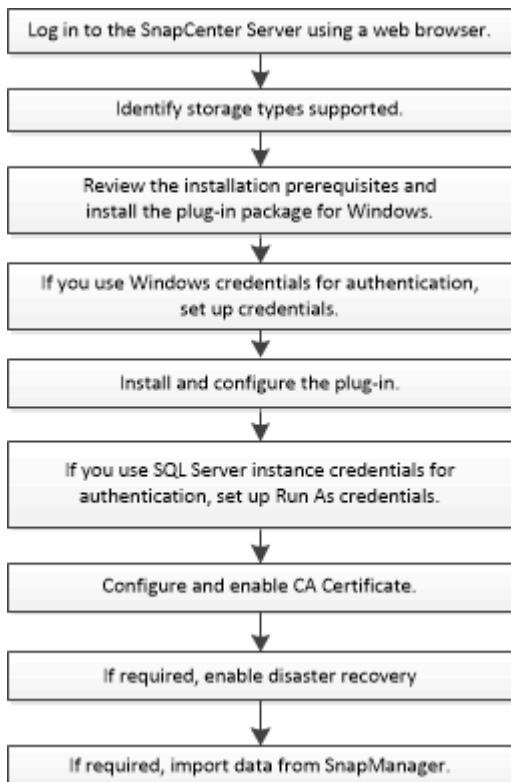 Log in to the SnapCenter Server using a web browser.
Identify storage types supported.
Review the installation prerequisites and
install the plug-in package for Windows.
If you use Windows credentials for authentication,
set up credentials.
Install and configure the plug-in.
If you use SQL Server instance credentials for
authentication, set up Run As credentials.
Configure and enable CA Certificate.
If required, enable disaster recovery
If required, import data from SnapManager.